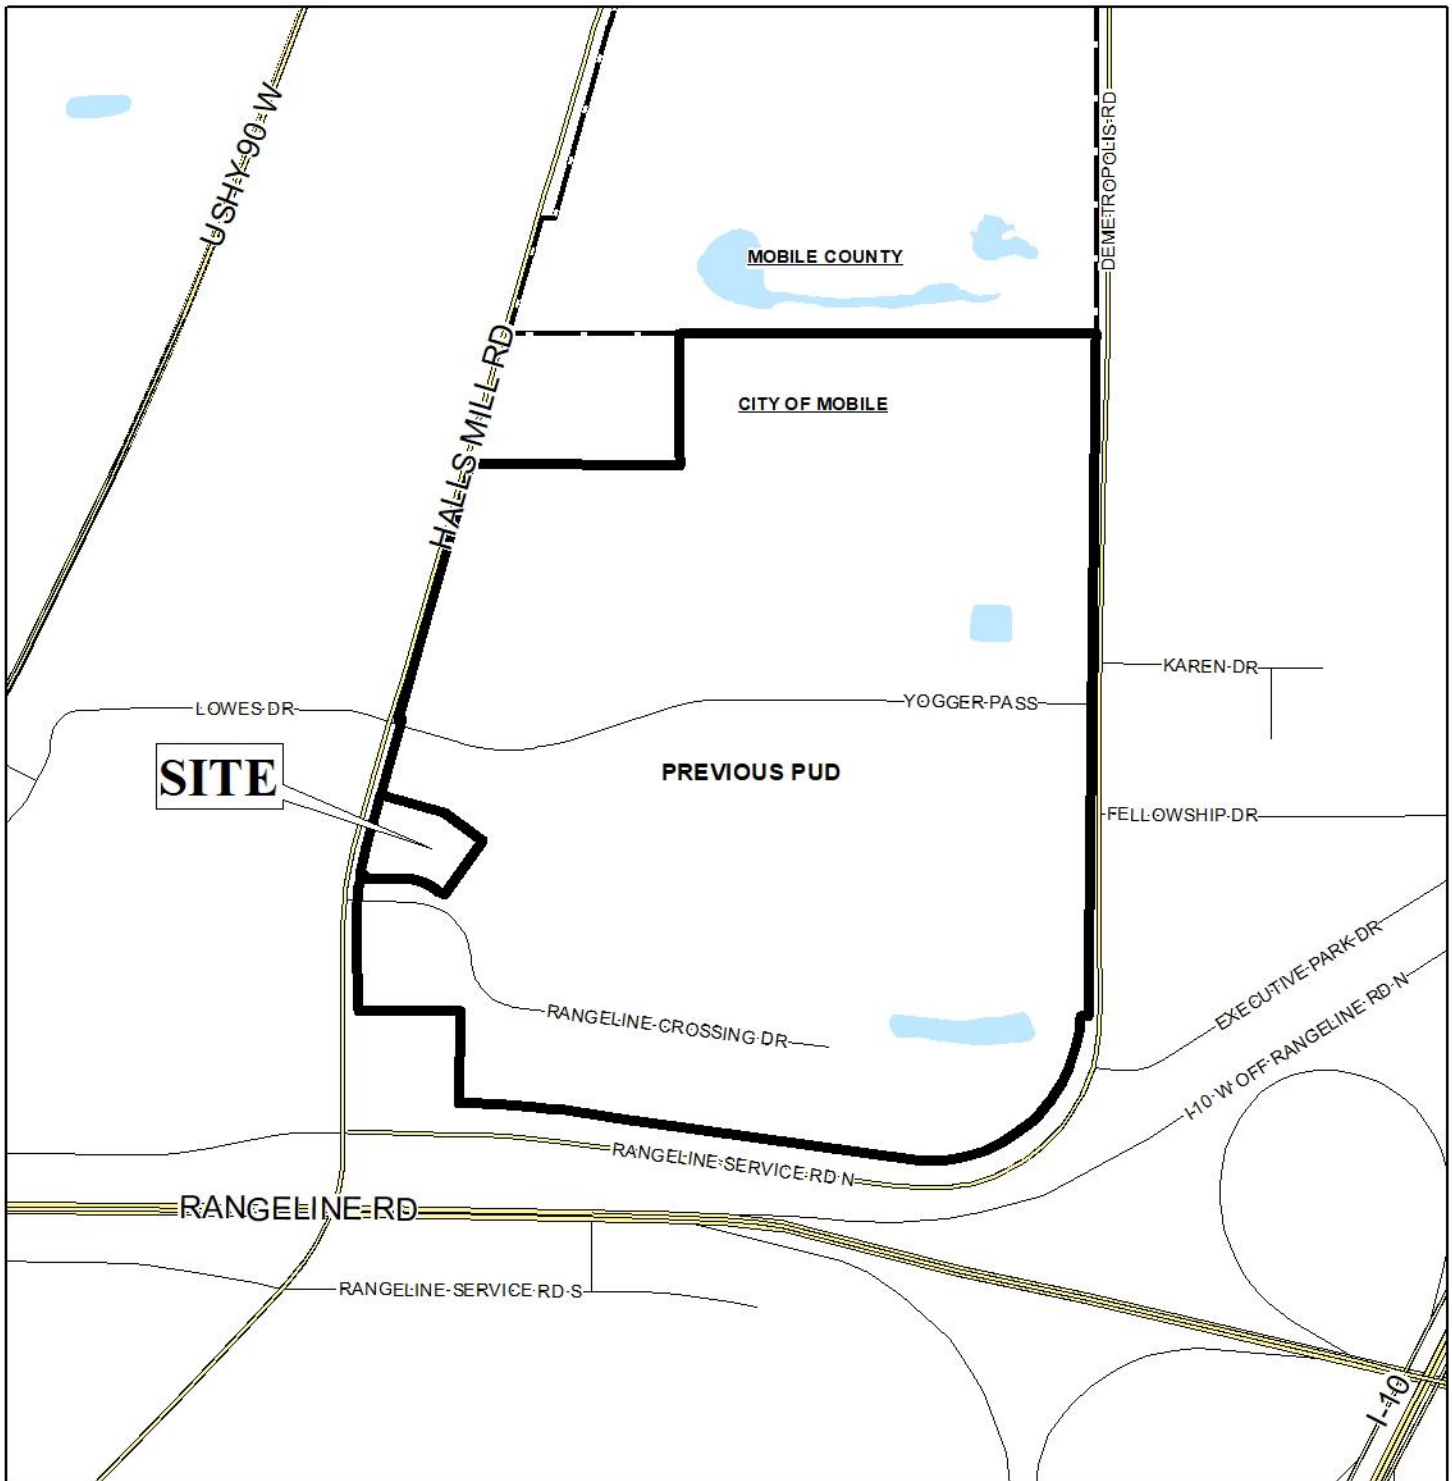 US HY 90 W
DEMETROPOLIS RD
MOBILE COUNTY
HALLS MILL RD
CITY OF MOBILE
KAREN DR
LOWES DR
YOGGER PASS
SITE
PREVIOUS PUD
FELLOWSHIP DR
EXECUTIVE PARK DR
I-10 W OFF RANGELINE RD N
RANGELINE CROSSING DR
RANGELINE SERVICE RD N
RANGELINE RD
RANGELINE SERVICE RD S
I-10